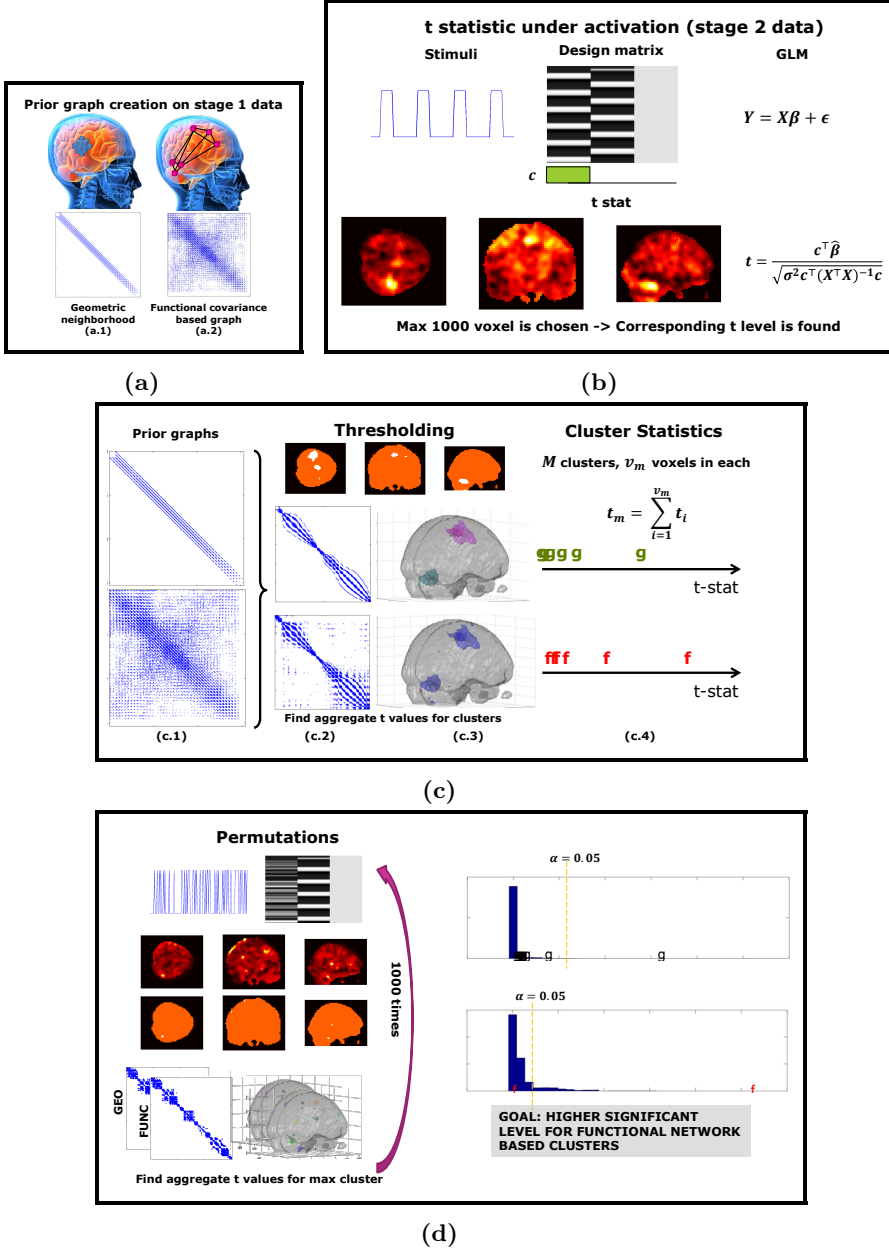 Prior graph creation on stage 1 data
Geometric
neighborhood
(a.1)
Functional covariance
based graph
(a.2)
(a)
t statistic under activation (stage 2 data)
Stimuli
Design matrix
GLM
Y = Xβ + ϵ
c
t stat
t = c⊤β̂ / √σ²c⊤(X⊤X)⁻¹c
Max 1000 voxel is chosen -> Corresponding t level is found
(b)
Prior graphs
(c.1)
Thresholding
Find aggregate t values for clusters
(c.2)
(c.3)
Cluster Statistics
M clusters, v_m voxels in each
t_m = ∑_{i=1}^{v_m} t_i
g g g g g
t-stat
f f f f f f
t-stat
(c.4)
(c)
Permutations
1000 times
GEO
FUNC
Find aggregate t values for max cluster
α = 0.05
g g g
α = 0.05
f f
GOAL: HIGHER SIGNIFICANT
LEVEL FOR FUNCTIONAL NETWORK
BASED CLUSTERS
(d)